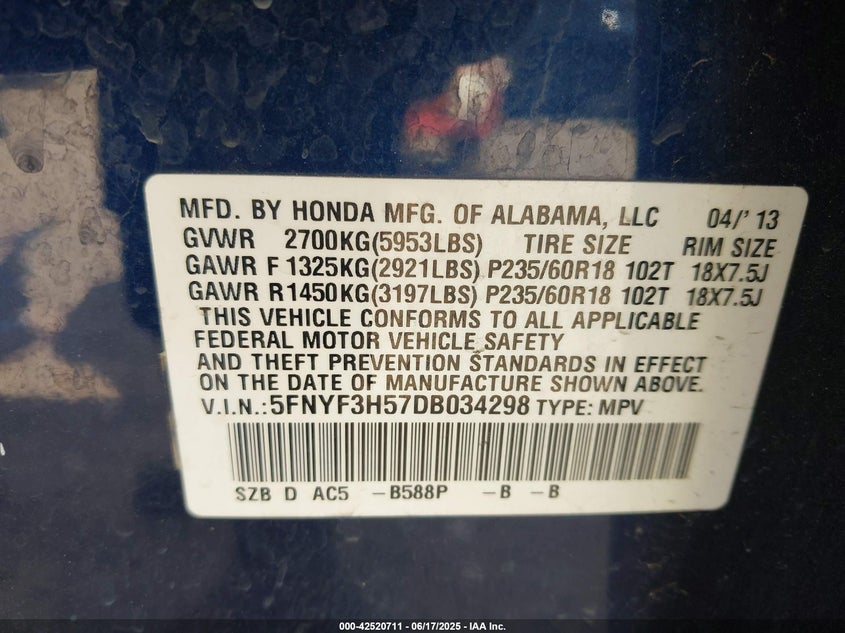 MFD. BY HONDA MFG. OF ALABAMA, LLC 04/' 13
GVWR 2700KG(5953LBS) TIRE SIZE RIM SIZE
GAWR F 1325KG(2921LBS) P235/60R18 102T 18X7.5J
GAWR R 1450KG(3197LBS) P235/60R18 102T 18X7.5J
THIS VEHICLE CONFORMS TO ALL APPLICABLE
FEDERAL MOTOR VEHICLE SAFETY
AND THEFT PREVENTION STANDARDS IN EFFECT
ON THE DATE OF MANUFACTURE SHOWN ABOVE.
V.I.N.:5FNYF3H57DB034298 TYPE: MPV
SZB D AC5 -B588P -B -B
000-42520711 - 06/17/2025 - IAA Inc.